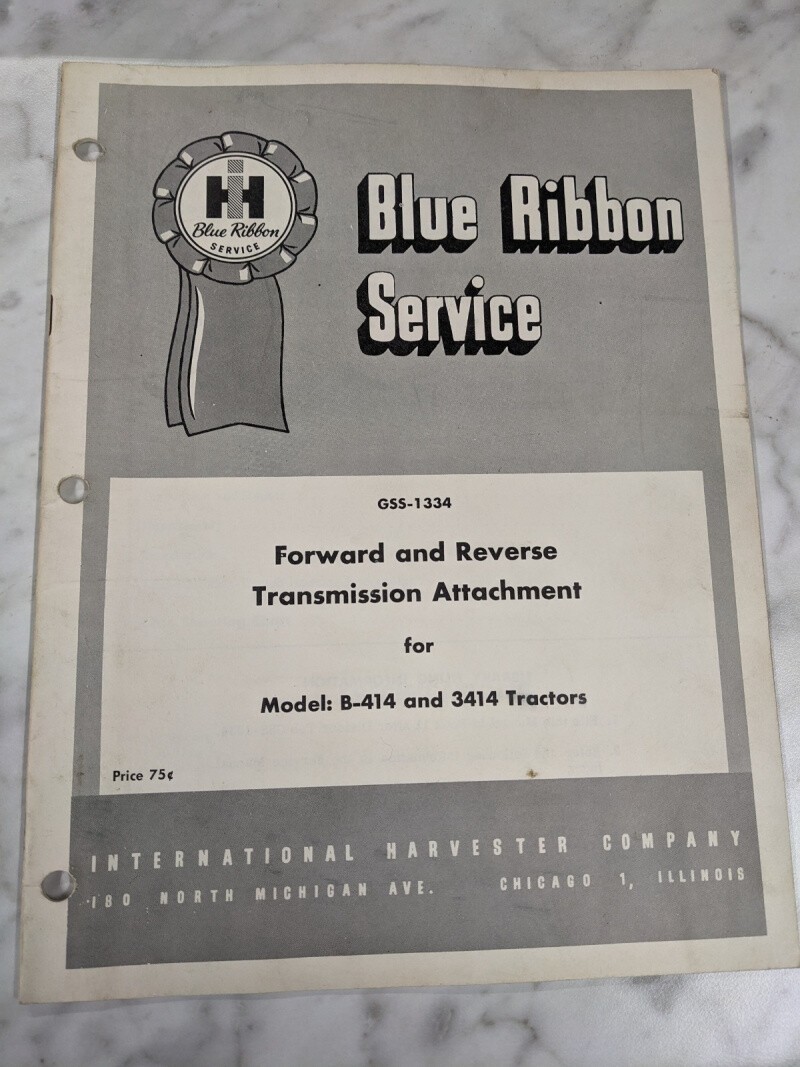 IH
Blue Ribbon
SERVICE
Blue Ribbon
Service
GSS-1334
Forward and Reverse
Transmission Attachment
for
Model: B-414 and 3414 Tractors
Price 75¢
INTERNATIONAL HARVESTER COMPANY
180 NORTH MICHIGAN AVE. CHICAGO 1, ILLINOIS